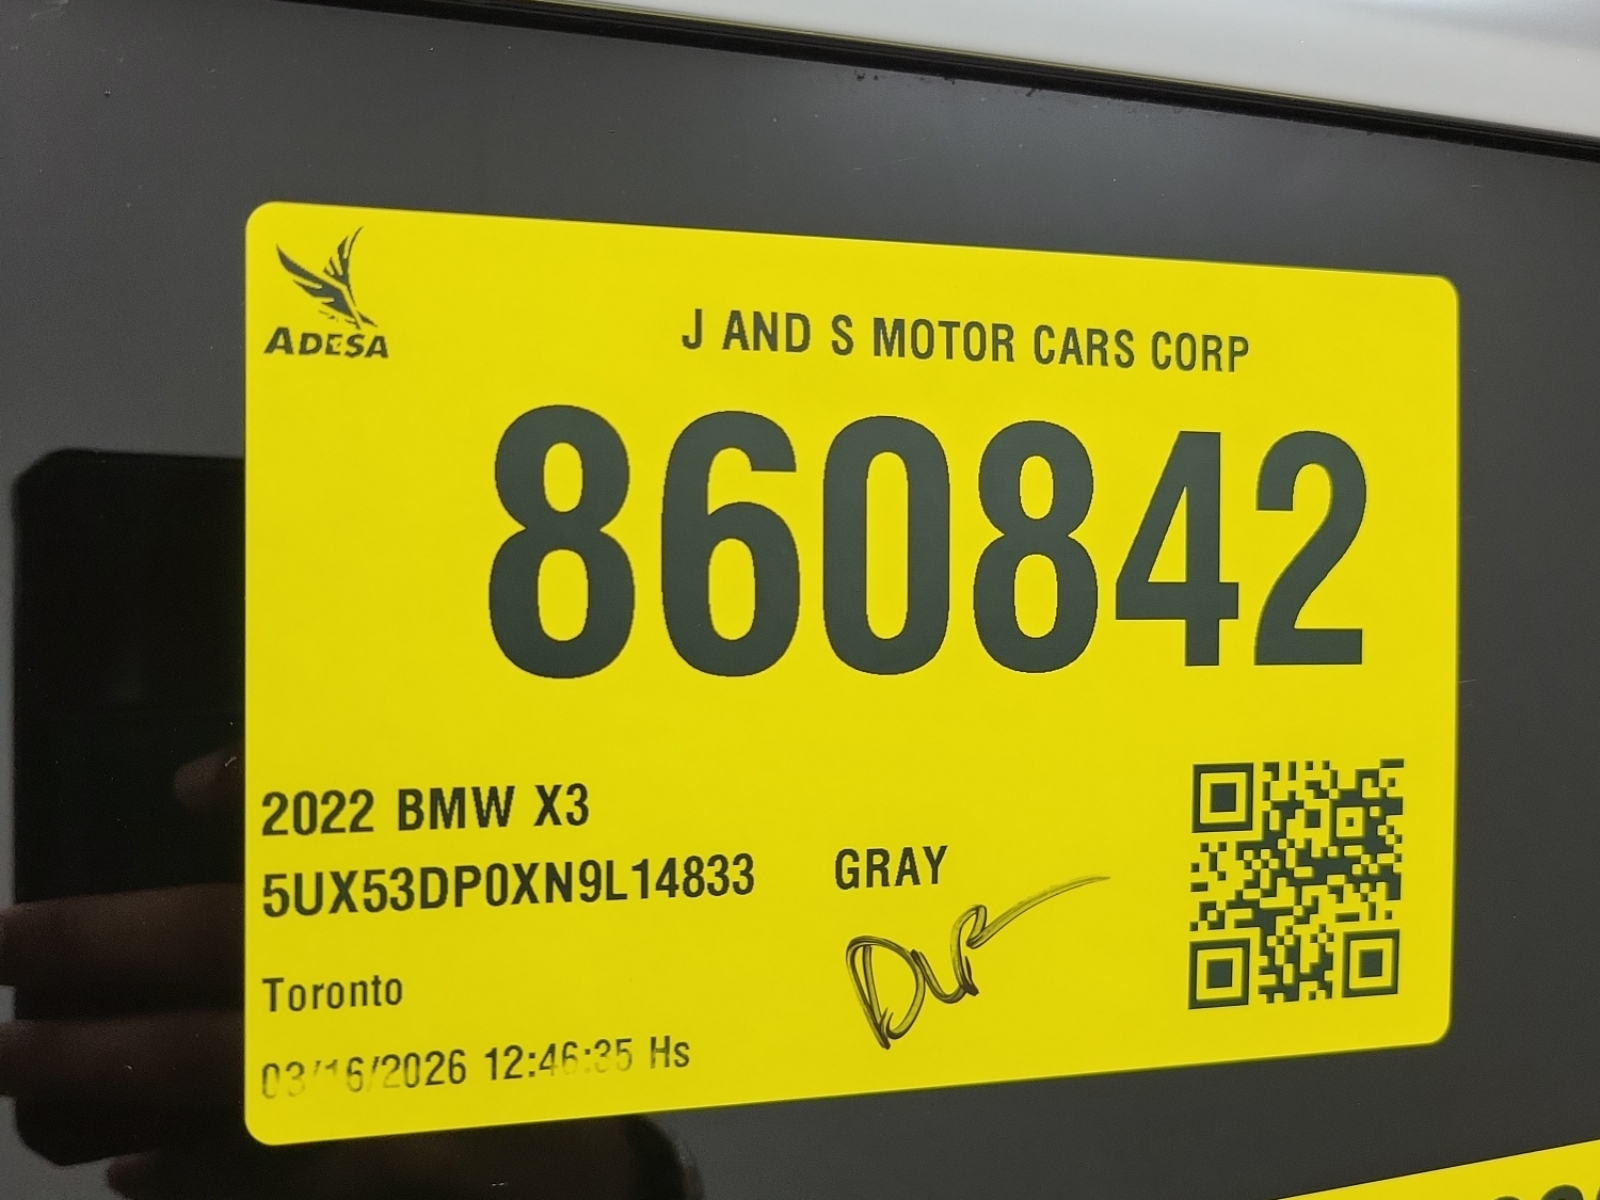 ADESA
J AND S MOTOR CARS CORP
860842
2022 BMW X3
5UX53DP0XN9L14833 GRAY
Toronto
03/16/2026 12:46:35 Hs